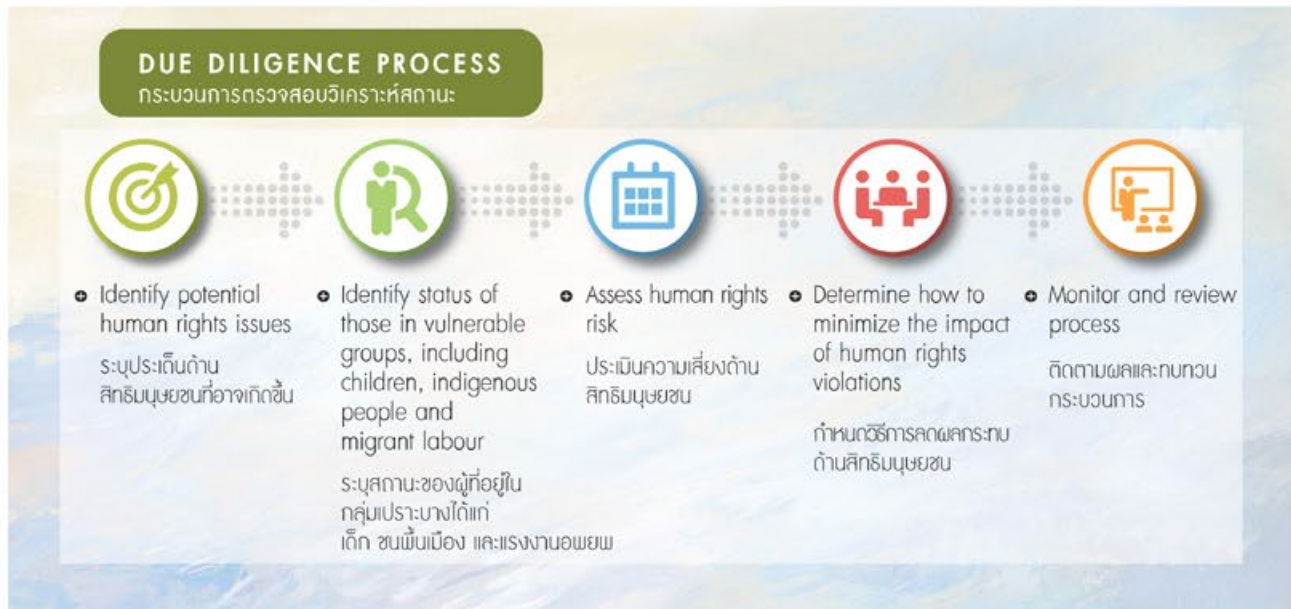 DUE DILIGENCE PROCESS
กระบวนการตรวจสอบวิเคราะห์สถานะ
Identify potential
human rights issues
ระบุประเด็นด้าน
สิทธิมนุษยชนที่อาจเกิดขึ้น
Identify status of
those in vulnerable
groups, including
children, indigenous
people and
migrant labour
ระบุสถานะของผู้ที่อยู่ใน
กลุ่มเปราะบางได้แก่
เด็ก ชนพื้นเมือง และแรงงานอพยพ
Assess human rights
risk
ประเมินความเสี่ยงด้าน
สิทธิมนุษยชน
Determine how to
minimize the impact
of human rights
violations
กำหนดวิธีการลดผลกระทบ
ด้านสิทธิมนุษยชน
Monitor and review
process
ติดตามผลและทบทวน
กระบวนการ